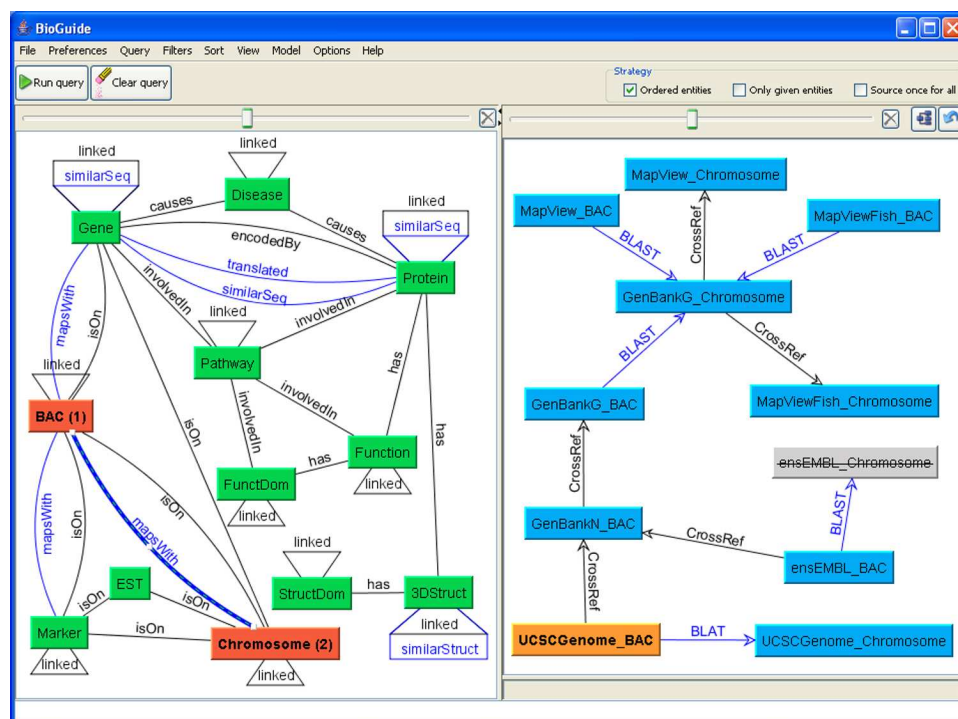 BioGuide
File Preferences Query Filters Sort View Model Options Help
Run query Clear query
Strategy
Ordered entities Only given entities Source once for all
linked
similarSeq
linked
Disease
causes
Gene
causes
linked
similarSeq
encodedBy
translated
similarSeq
Protein
involvedIn
involvedIn
mapsWith
isOn
linked
Pathway
linked
BAC (1)
involvedIn
involvedIn
has
has
isOn
Function
linked
has
FunctDom
linked
isOn
mapsWith
mapsWith
isOn
linked
EST
isOn
isOn
StructDom
has
3DStruct
linked
similarStruct
Marker
linked
isOn
Chromosome (2)
linked
MapView_Chromosome
MapView_BAC
MapViewFish_BAC
CrossRef
BLAST
BLAST
GenBankG_Chromosome
BLAST
CrossRef
GenBankG_BAC
MapViewFish_Chromosome
CrossRef
ensEMBL_Chromosome
BLAST
GenBankN_BAC
CrossRef
ensEMBL_BAC
CrossRef
UCSCGenome_BAC
BLAT
UCSCGenome_Chromosome